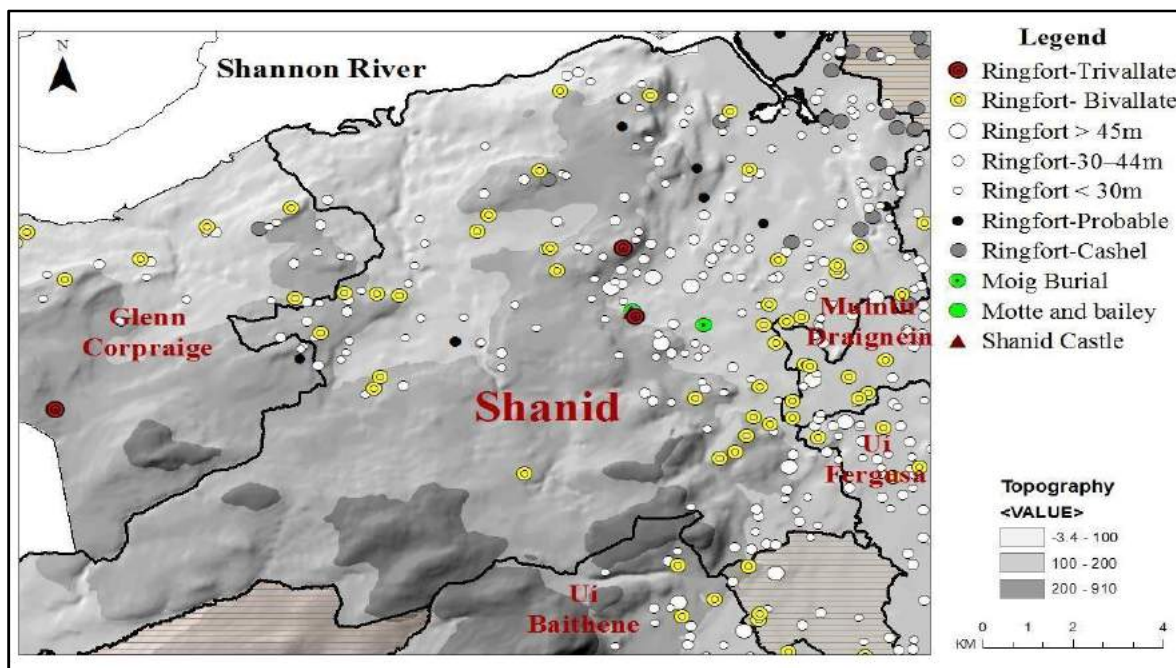 N
Shannon River
Glenn
Corpraige
Shanid
Muintir
Draignein
Ui
Fergusa
Ui
Baithene
Legend
Ringfort-Trivallate
Ringfort- Bivallate
Ringfort > 45m
Ringfort-30–44m
Ringfort < 30m
Ringfort-Probable
Ringfort-Cashel
Moig Burial
Motte and bailey
Shanid Castle
Topography
<VALUE>
-3.4 - 100
100 - 200
200 - 910
KM
0 1 2 4